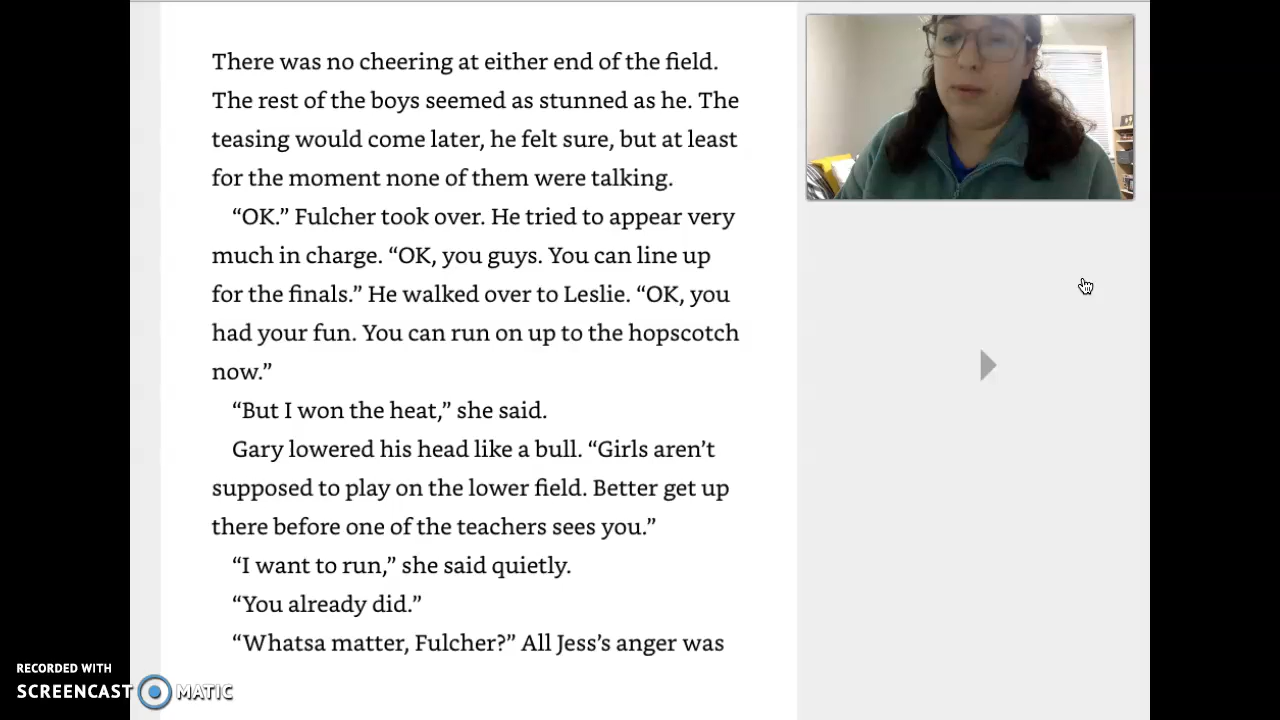 There was no cheering at either end of the field.
The rest of the boys seemed as stunned as he. The
teasing would come later, he felt sure, but at least
for the moment none of them were talking.
“OK.” Fulcher took over. He tried to appear very
much in charge. “OK, you guys. You can line up
for the finals.” He walked over to Leslie. “OK, you
had your fun. You can run on up to the hopscotch
now.”
“But I won the heat,” she said.
Gary lowered his head like a bull. “Girls aren’t
supposed to play on the lower field. Better get up
there before one of the teachers sees you.”
“I want to run,” she said quietly.
“You already did.”
“Whatsa matter, Fulcher?” All Jess’s anger was
RECORDED WITH
SCREENCAST MATIC